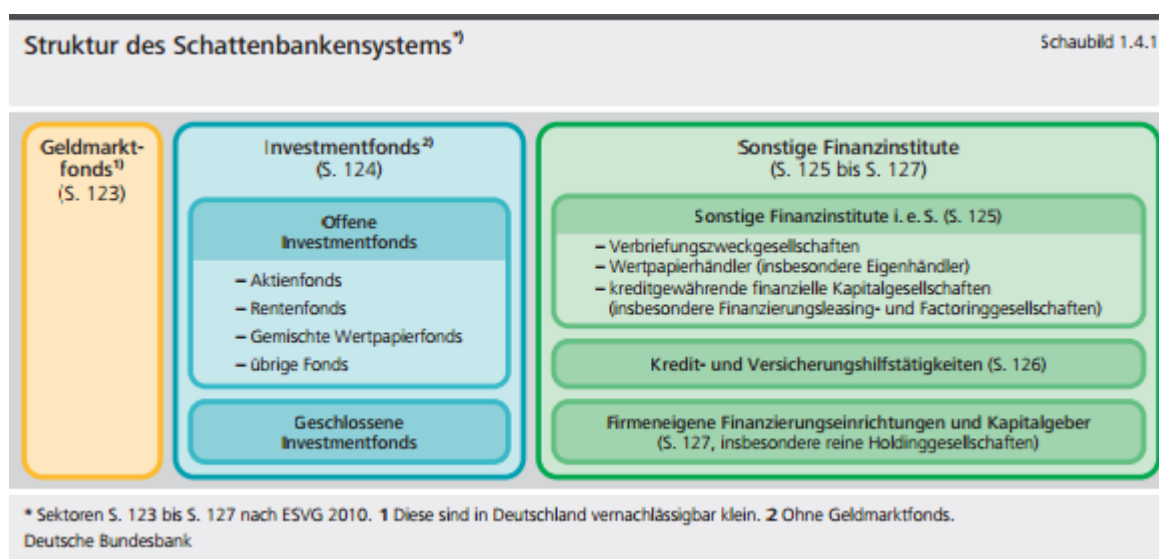 Struktur des Schattenbankensystems*)
Schaubild 1.4.1
Geldmarkt-
fonds1)
(S. 123)
Investmentfonds2)
(S. 124)
Offene
Investmentfonds
– Aktienfonds
– Rentenfonds
– Gemischte Wertpapierfonds
– übrige Fonds
Geschlossene
Investmentfonds
Sonstige Finanzinstitute
(S. 125 bis S. 127)
Sonstige Finanzinstitute i. e. S. (S. 125)
– Verbriefungszweckgesellschaften
– Wertpapierhändler (insbesondere Eigenhändler)
– kreditgewährende finanzielle Kapitalgesellschaften
(insbesondere Finanzierungsleasing- und Factoringgesellschaften)
Kredit- und Versicherungshilfstätigkeiten (S. 126)
Firmeneigene Finanzierungseinrichtungen und Kapitalgeber
(S. 127, insbesondere reine Holdinggesellschaften)
* Sektoren S. 123 bis S. 127 nach ESVG 2010. 1 Diese sind in Deutschland vernachlässigbar klein. 2 Ohne Geldmarktfonds.
Deutsche Bundesbank